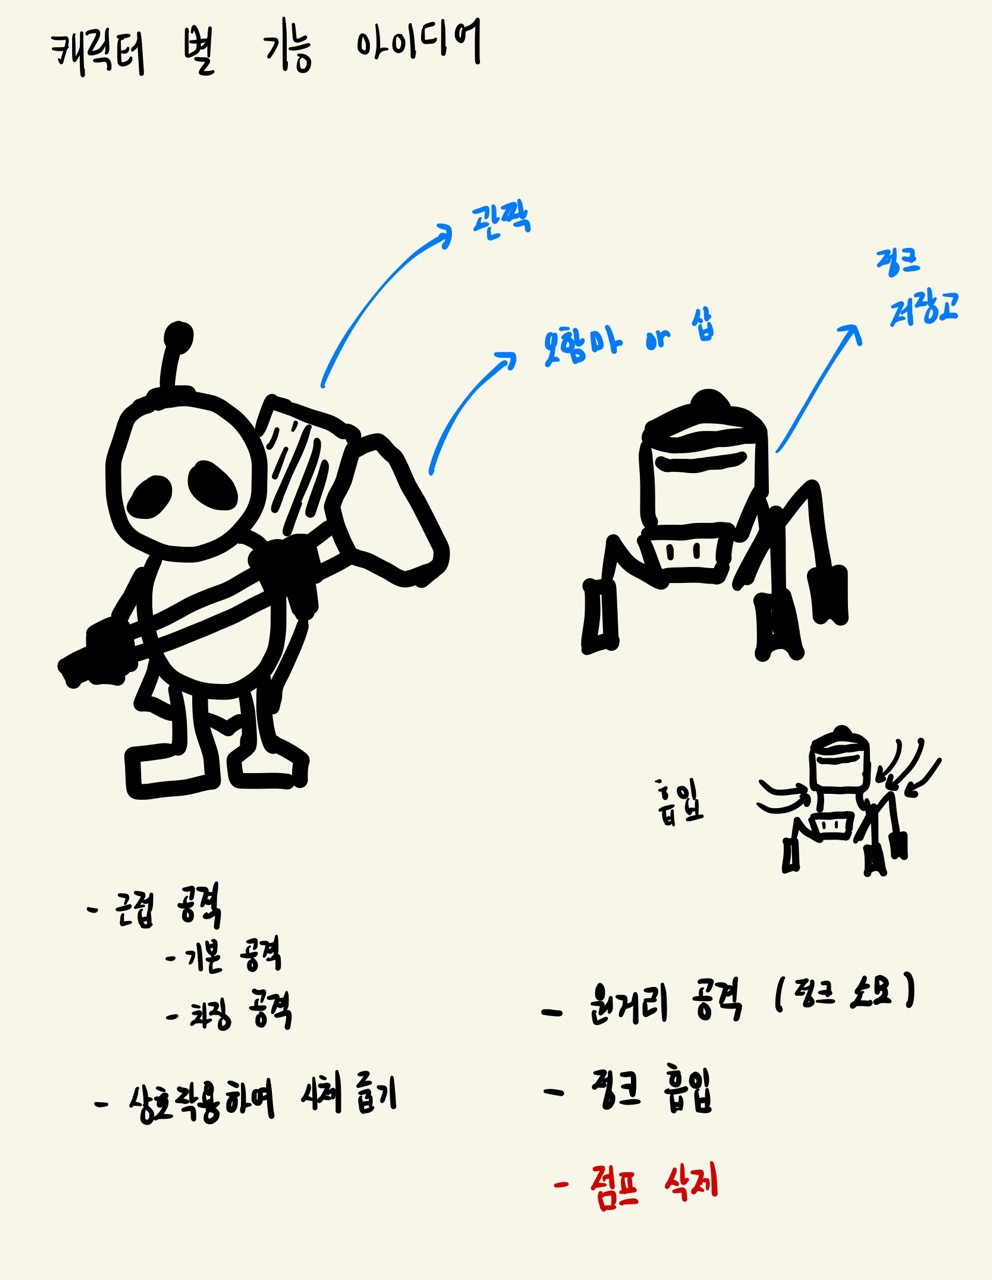 캐릭터 별 기능 아이디어
관짝
오함마 or 삽
정크
저장고
흡입
- 근접 공격
- 기본 공격
- 차징 공격
- 상호작용하여 시체 줍기
- 원거리 공격 (정크 소모)
- 정크 흡입
- 점프 삭제